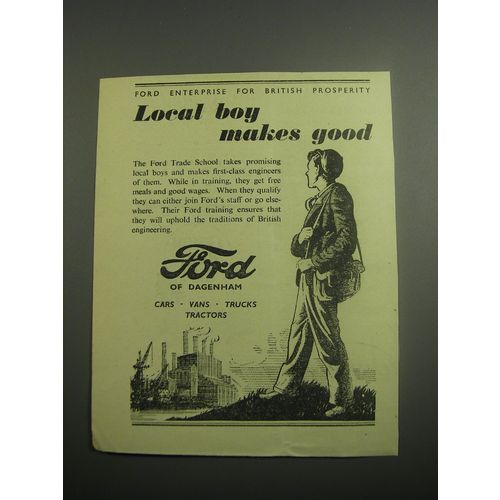 FORD ENTERPRISE FOR BRITISH PROSPERITY
Local boy
makes good
The Ford Trade School takes promising
local boys and makes first-class engineers
of them. While in training, they get free
meals and good wages. When they qualify
they can either join Ford's staff or go else-
where. Their Ford training ensures that
they will uphold the traditions of British
engineering.
Ford
OF DAGENHAM
CARS · VANS · TRUCKS
TRACTORS